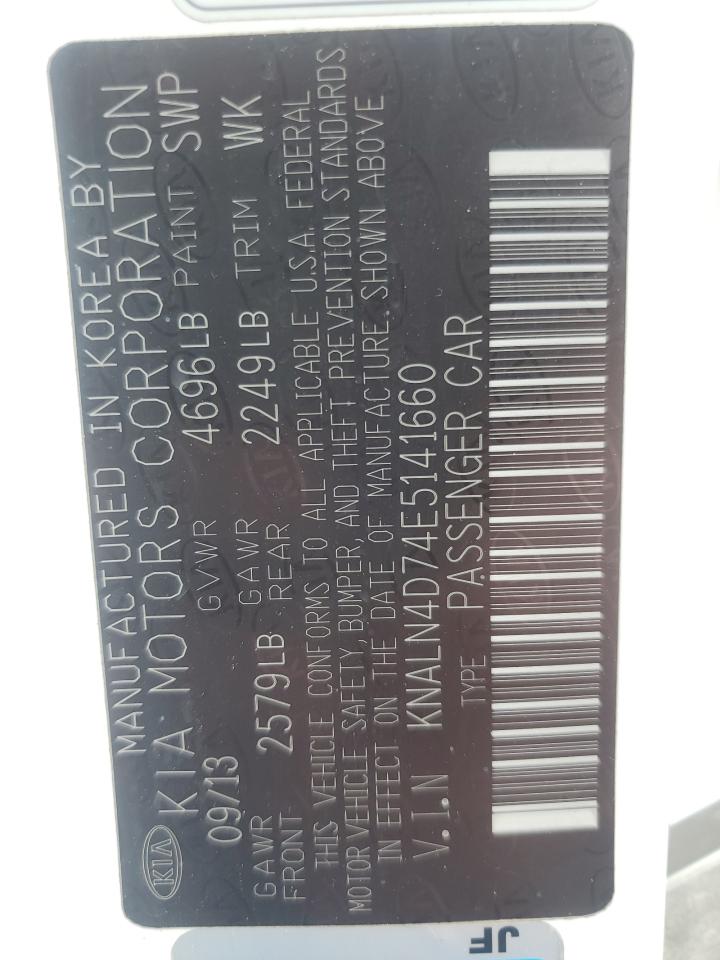 MANUFACTURED IN KOREA BY
KIA KIA MOTORS CORPORATION
09/13 GVWR 4696LB PAINT SWP
GAWR FRONT 2579LB GAWR REAR 2249LB TRIM WK
THIS VEHICLE CONFORMS TO ALL APPLICABLE U.S.A. FEDERAL
MOTOR VEHICLE SAFETY, BUMPER, AND THEFT PREVENTION STANDARDS
IN EFFECT ON THE DATE OF MANUFACTURE SHOWN ABOVE
V.I.N KNALN4D74E5141660
TYPE PASSENGER CAR
JF